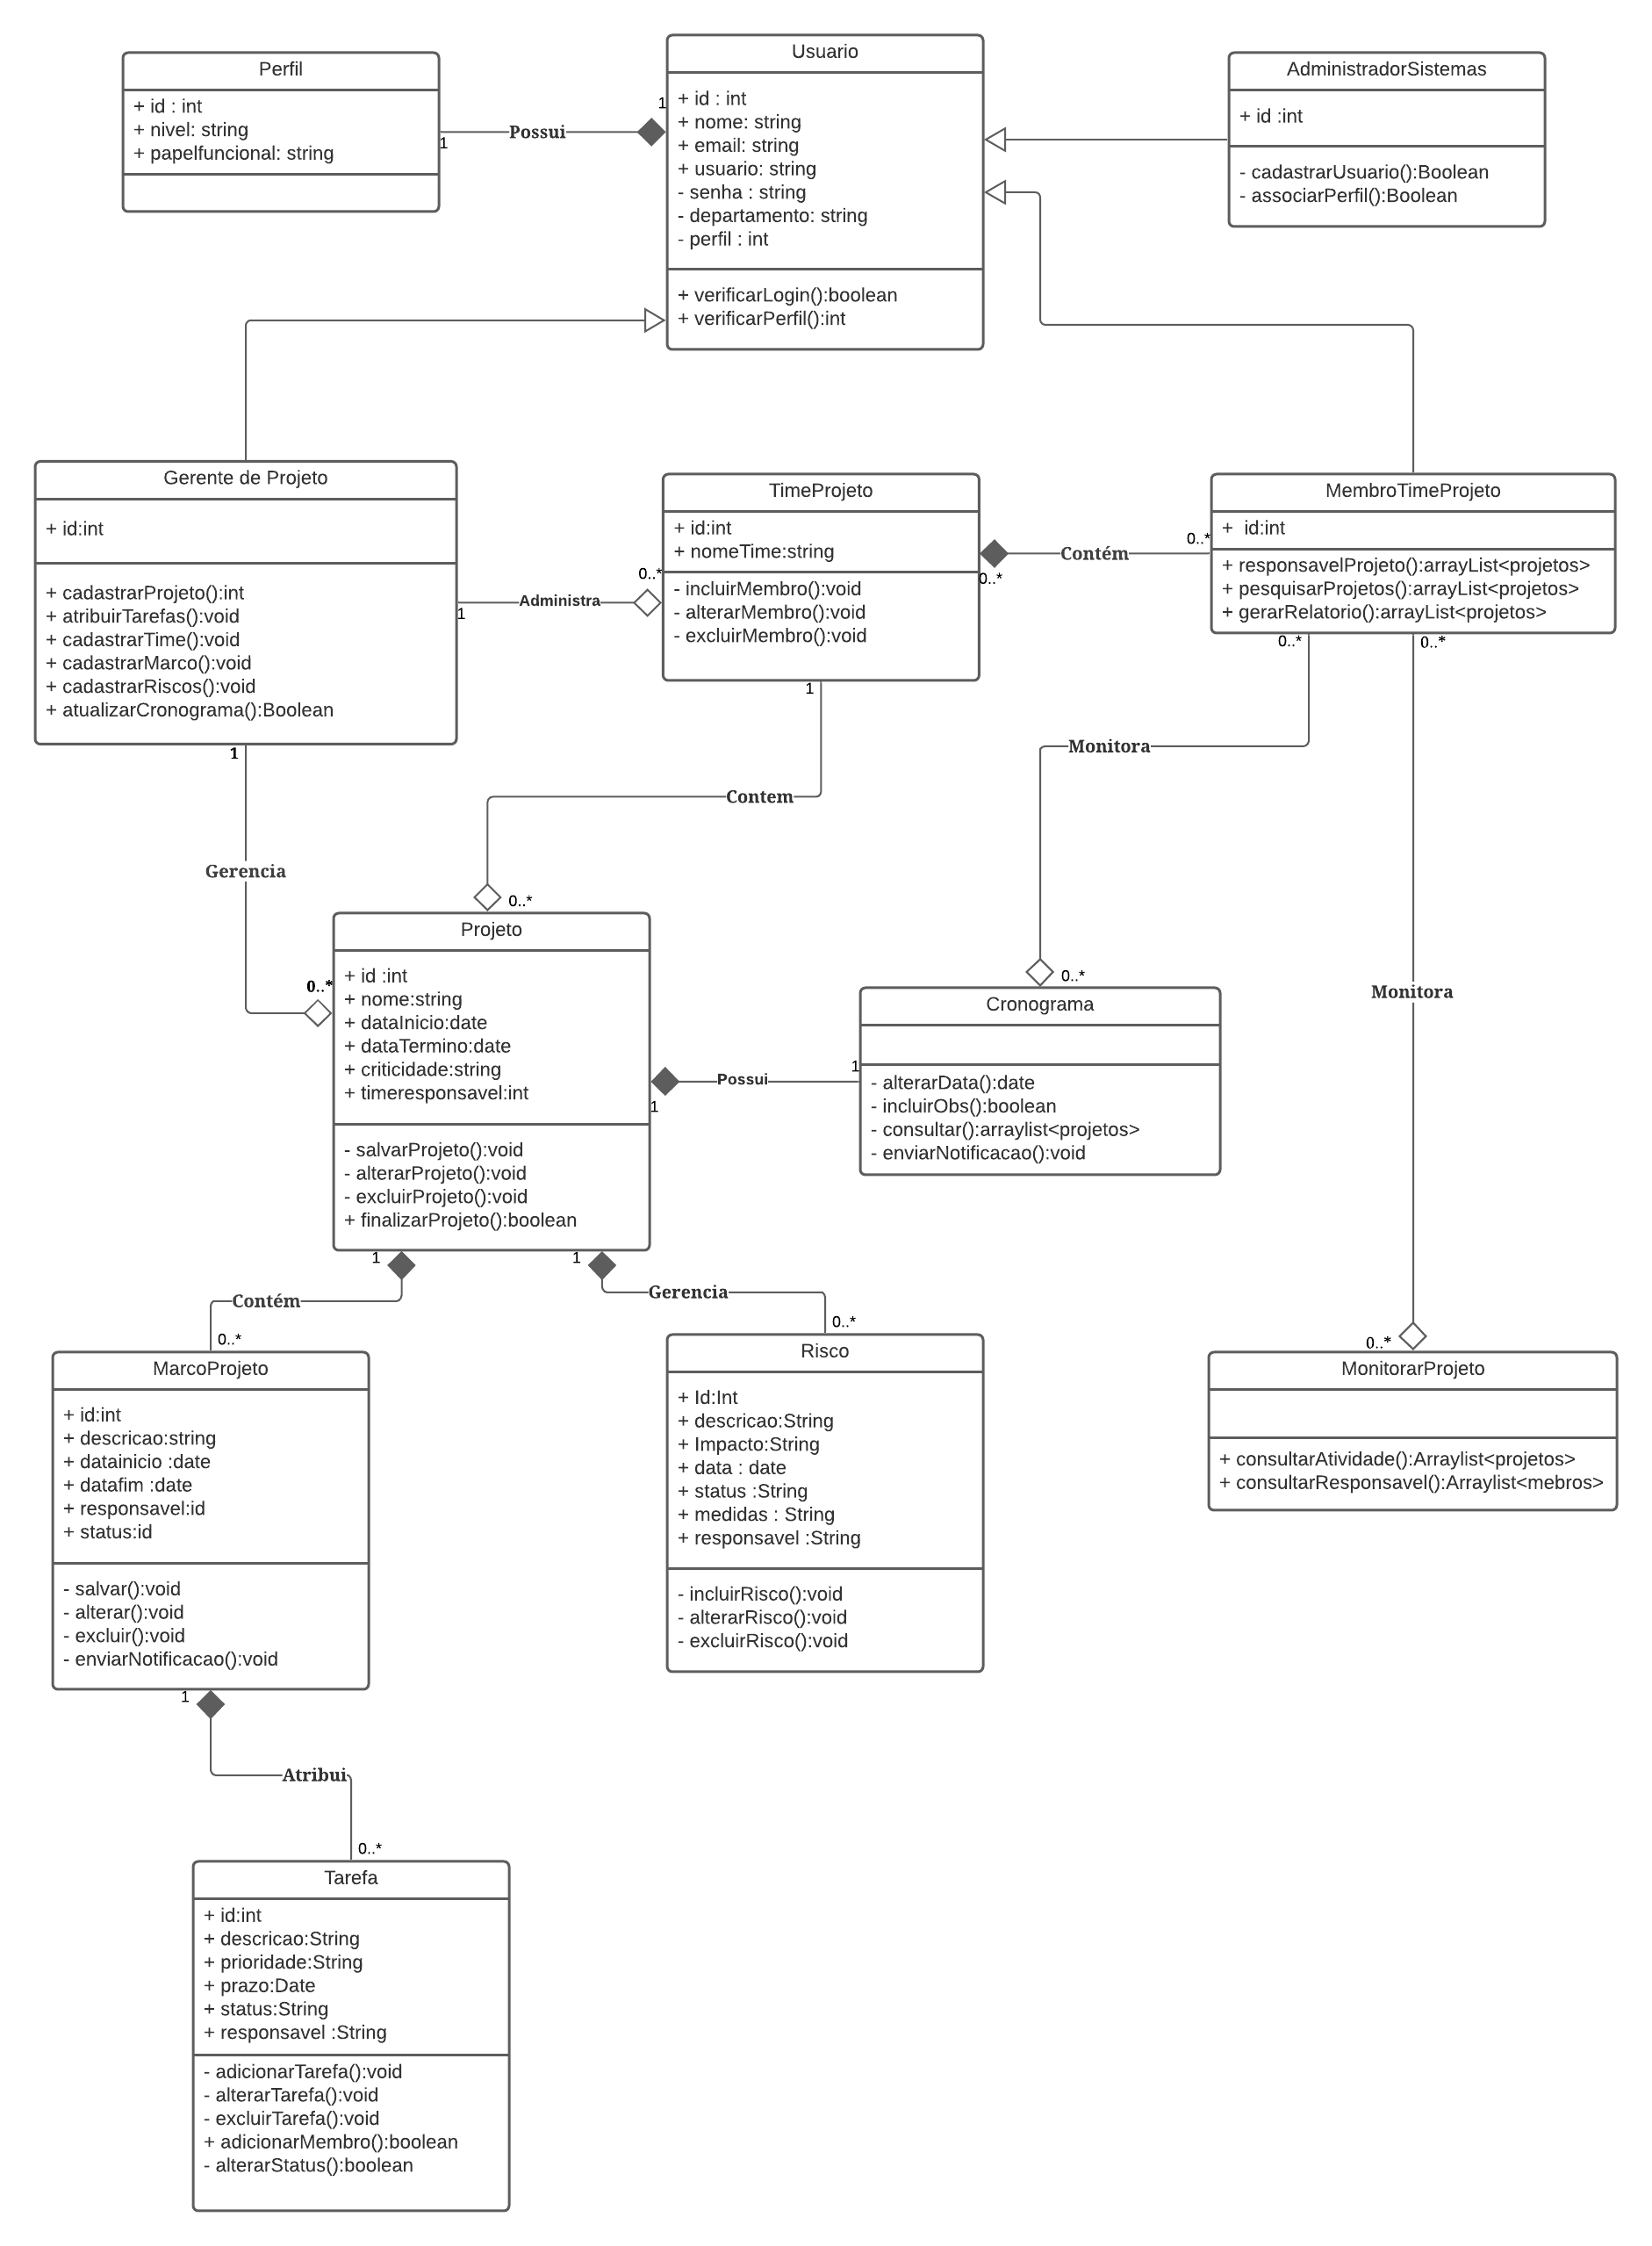 Perfil
+ id : int
+ nivel: string
+ papelfuncional: string
1
Possui
1
Usuario
+ id : int
+ nome: string
+ email: string
+ usuario: string
- senha : string
- departamento: string
- perfil : int
+ verificarLogin():boolean
+ verificarPerfil():int
AdministradorSistemas
+ id :int
- cadastrarUsuario():Boolean
- associarPerfil():Boolean
Gerente de Projeto
+ id:int
+ cadastrarProjeto():int
+ atribuirTarefas():void
+ cadastrarTime():void
+ cadastrarMarco():void
+ cadastrarRiscos():void
+ atualizarCronograma():Boolean
1
Administra
0..*
TimeProjeto
+ id:int
+ nomeTime:string
- incluirMembro():void
- alterarMembro():void
- excluirMembro():void
0..*
Contém
0..*
MembroTimeProjeto
+  id:int
+ responsavelProjeto():arrayList<projetos>
+ pesquisarProjetos():arrayList<projetos>
+ gerarRelatorio():arrayList<projetos>
1
Gerencia
0..*
1
Contem
0..*
0..*
Monitora
0..*
0..*
Monitora
0..*
Projeto
+ id :int
+ nome:string
+ dataInicio:date
+ dataTermino:date
+ criticidade:string
+ timeresponsavel:int
- salvarProjeto():void
- alterarProjeto():void
- excluirProjeto():void
+ finalizarProjeto():boolean
1
Possui
1
Cronograma
- alterarData():date
- incluirObs():boolean
- consultar():arraylist<projetos>
- enviarNotificacao():void
1
Contém
0..*
1
Gerencia
0..*
MarcoProjeto
+ id:int
+ descricao:string
+ datainicio :date
+ datafim :date
+ responsavel:id
+ status:id
- salvar():void
- alterar():void
- excluir():void
- enviarNotificacao():void
Risco
+ Id:Int
+ descricao:String
+ Impacto:String
+ data : date
+ status :String
+ medidas : String
+ responsavel :String
- incluirRisco():void
- alterarRisco():void
- excluirRisco():void
MonitorarProjeto
+ consultarAtividade():Arraylist<projetos>
+ consultarResponsavel():Arraylist<mebros>
1
Atribui
0..*
Tarefa
+ id:int
+ descricao:String
+ prioridade:String
+ prazo:Date
+ status:String
+ responsavel :String
- adicionarTarefa():void
- alterarTarefa():void
- excluirTarefa():void
+ adicionarMembro():boolean
- alterarStatus():boolean